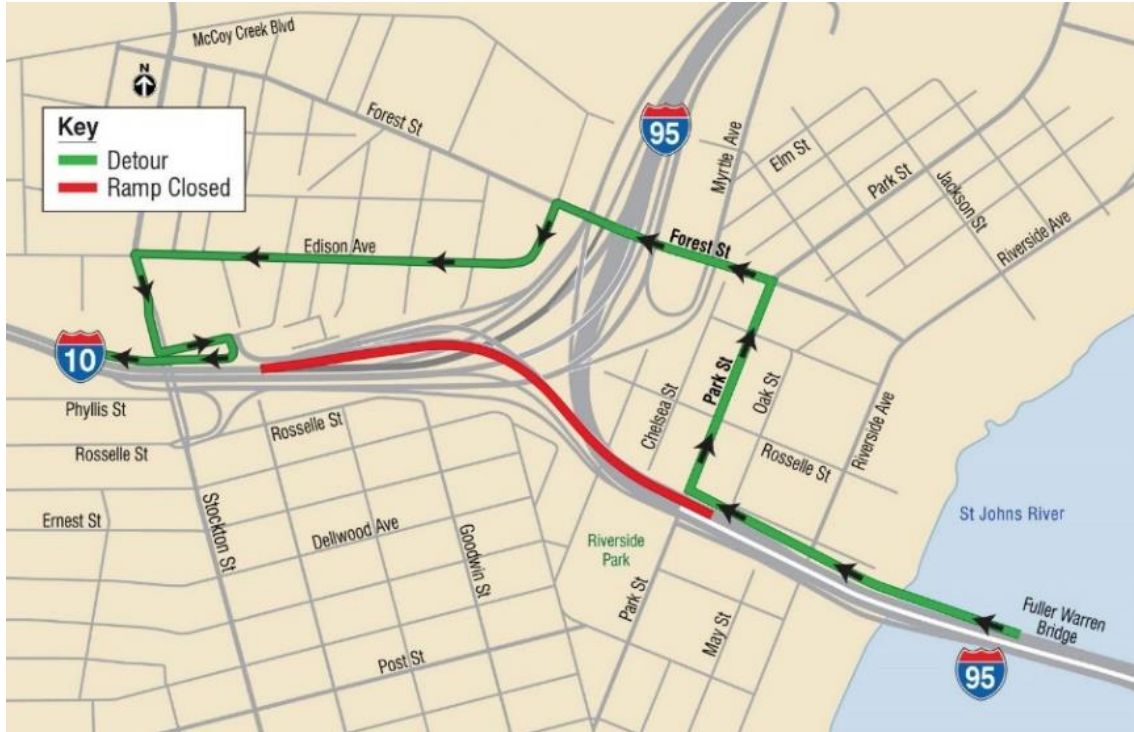 McCoy Creek Blvd
N
Key
Detour
Ramp Closed
Forest St
95
Myrtle Ave
Elm St
Park St
Jackson St
Riverside Ave
Edison Ave
Forest St
10
Park St
Chelsea St
Oak St
Riverside Ave
Rosselle St
Phyllis St
Rosselle St
Rosselle St
Ernest St
Stockton St
Dellwood Ave
Goodwin St
Riverside
Park
Park St
May St
Post St
St Johns River
Fuller Warren
Bridge
95